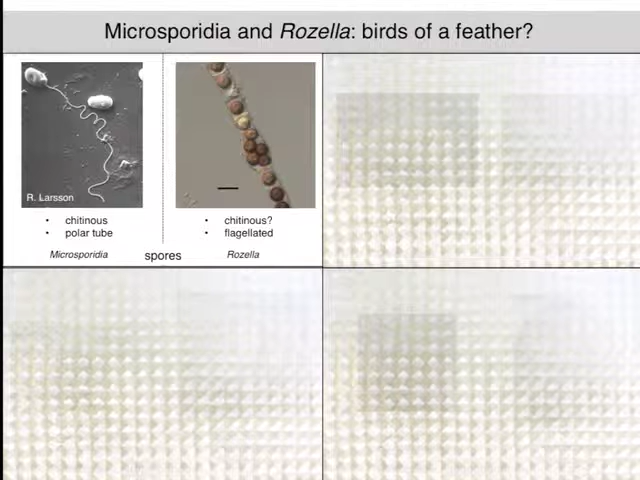 Microsporidia and Rozella: birds of a feather?
R. Larsson
• chitinous
• polar tube
• chitinous?
• flagellated
Microsporidia
spores
Rozella